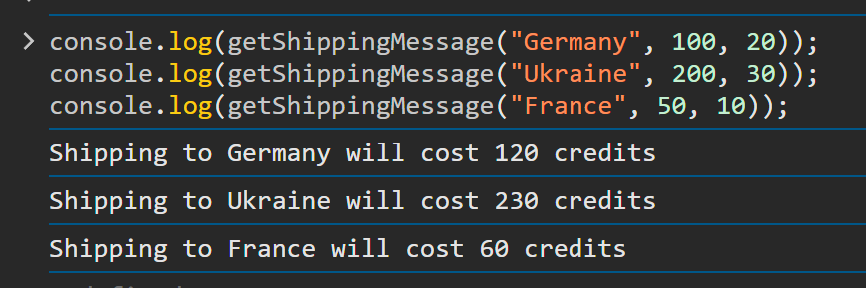 console.log(getShippingMessage("Germany", 100, 20));
console.log(getShippingMessage("Ukraine", 200, 30));
console.log(getShippingMessage("France", 50, 10));
Shipping to Germany will cost 120 credits
Shipping to Ukraine will cost 230 credits
Shipping to France will cost 60 credits